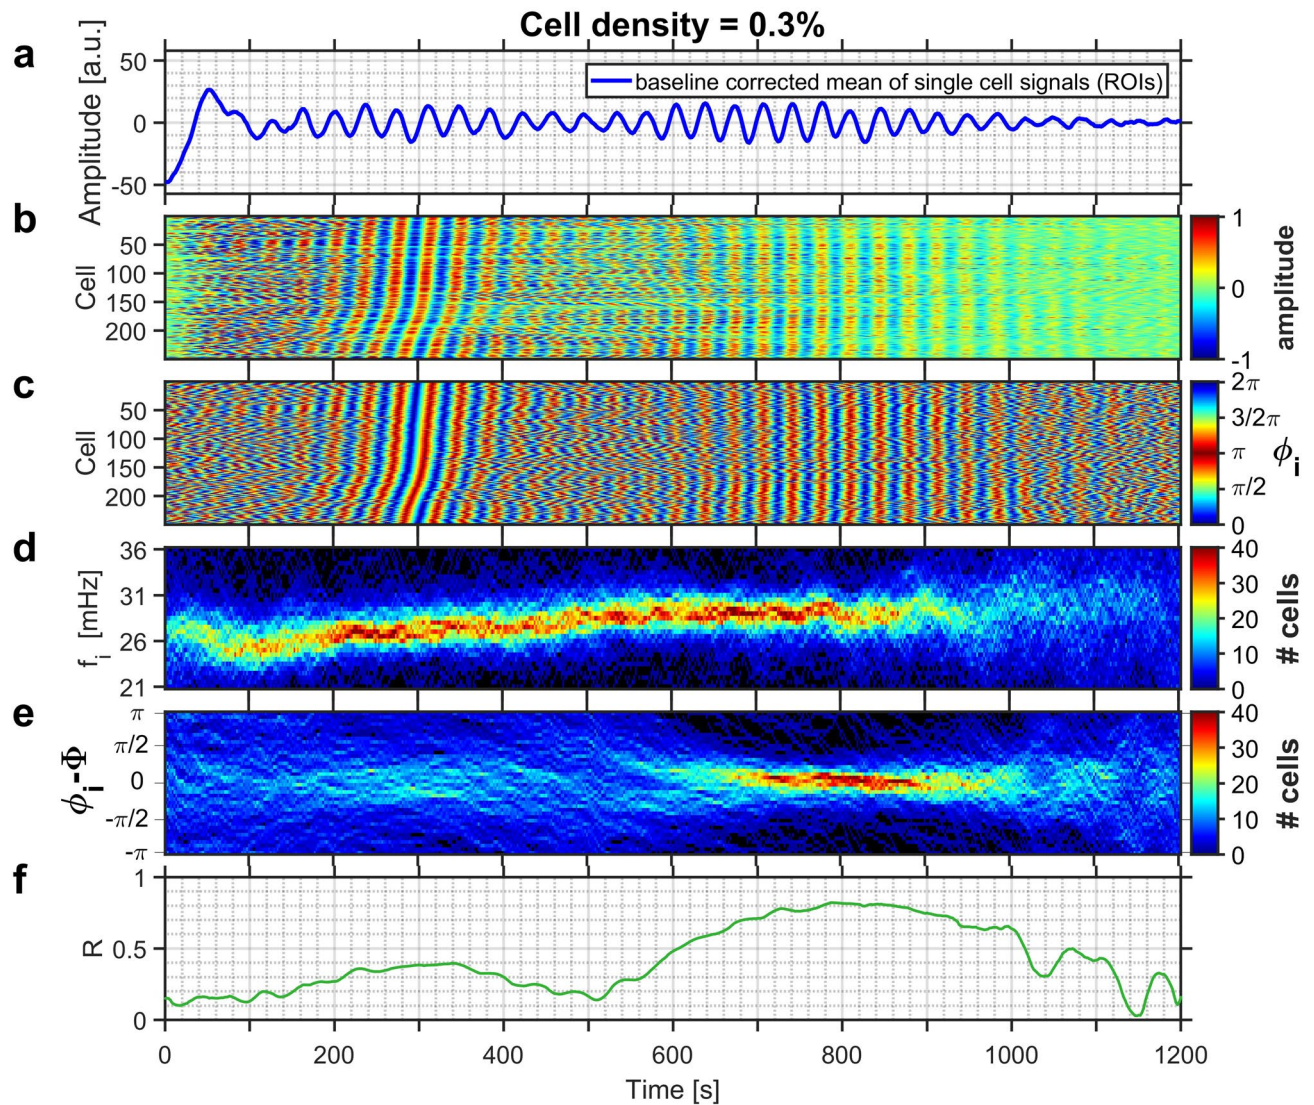 Cell density = 0.3%
a
Amplitude [a.u.]
50
0
-50
baseline corrected mean of single cell signals (ROIs)
b
Cell
50
100
150
200
1
0
-1
amplitude
c
Cell
50
100
150
200
2π
3/2π
π
π/2
0
ϕi
d
fi [mHz]
36
31
26
21
40
30
20
10
0
# cells
e
ϕi-Φ
π
π/2
0
-π/2
-π
40
30
20
10
0
# cells
f
R
1
0.5
0
0 200 400 600 800 1000 1200
Time [s]